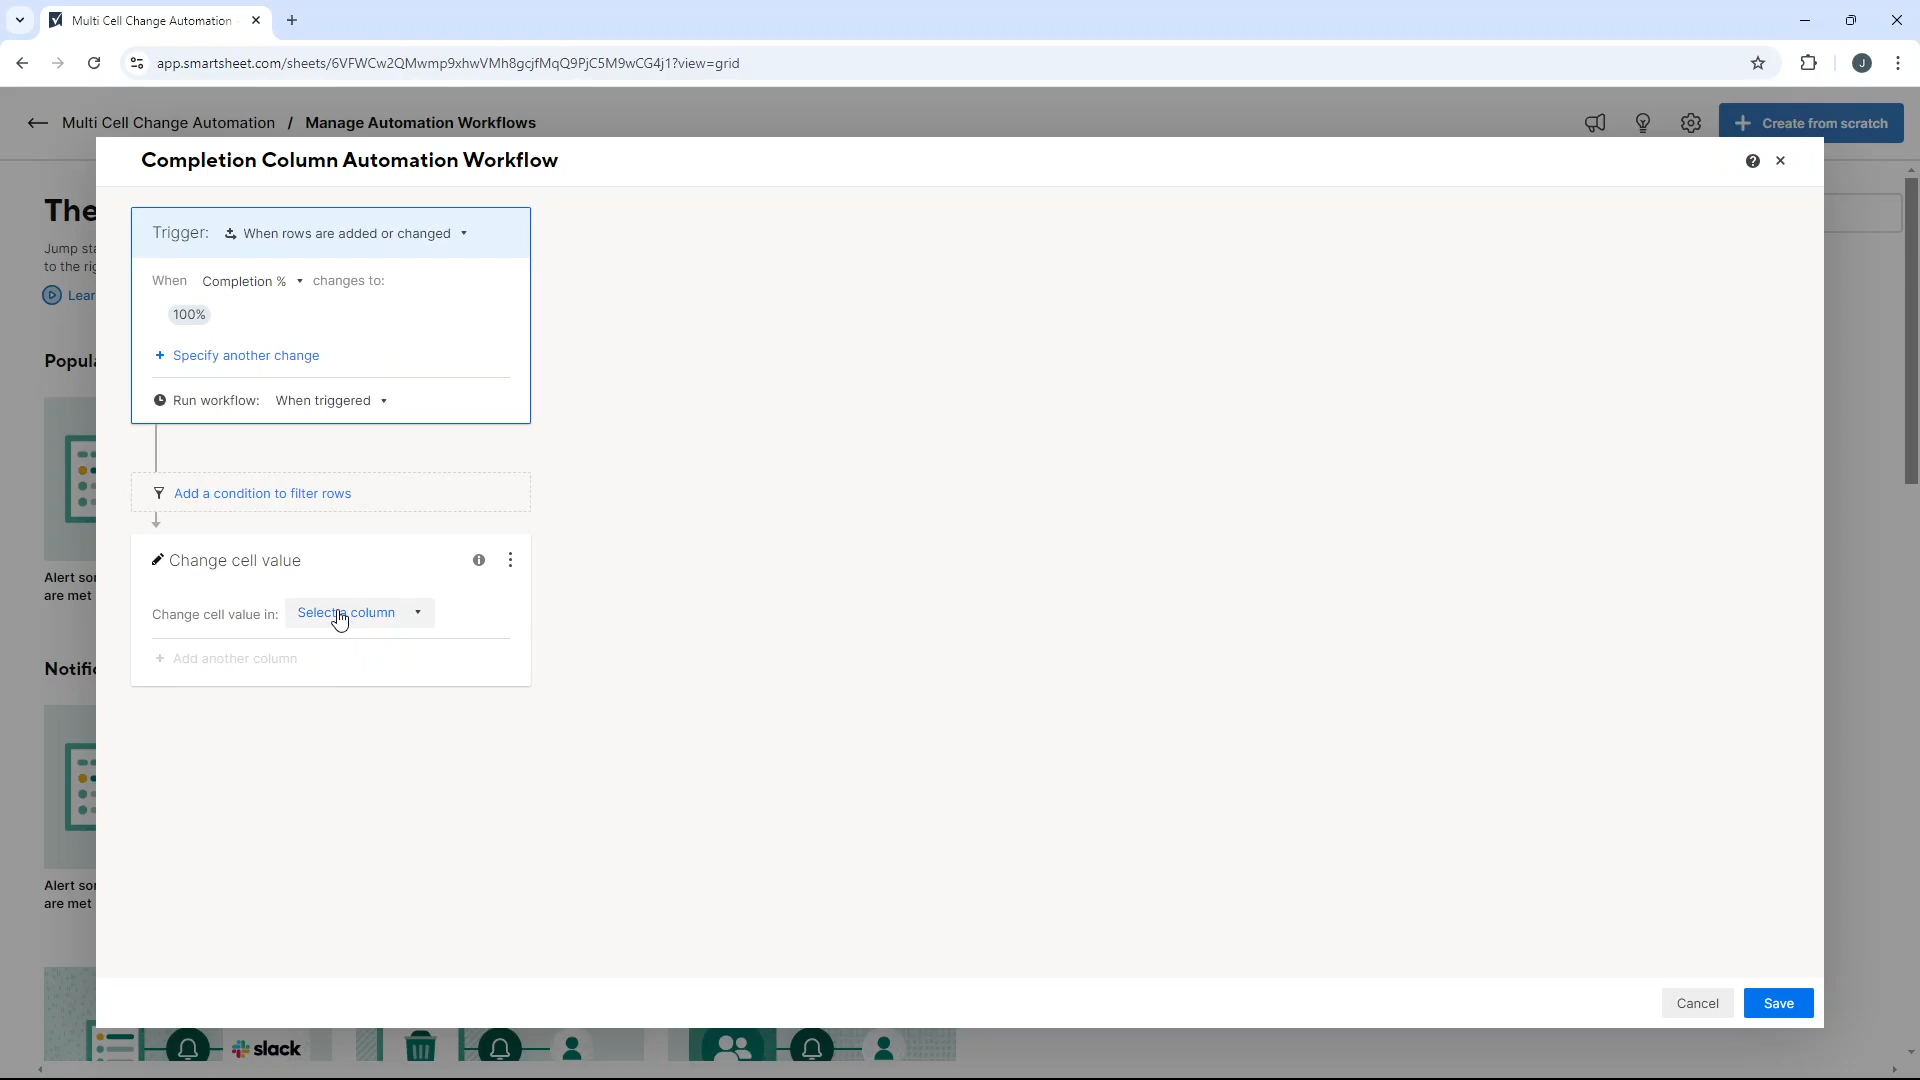 Multi Cell Change Automation
app.smartsheet.com/sheets/6VFWCw2QMwmp9xhwVMh8gcjfMqQ9PjC5M9wCG4j1?view=grid
J
Multi Cell Change Automation / Manage Automation Workflows
Create from scratch
Completion Column Automation Workflow
The
Jump sta
to the rig
Lear
Trigger: When rows are added or changed
When Completion % changes to:
100%
Specify another change
Run workflow: When triggered
Popula
Add a condition to filter rows
Change cell value
Alert sor
are met
Change cell value in: Select a column
Add another column
Notific
Alert sor
are met
Cancel
Save
slack